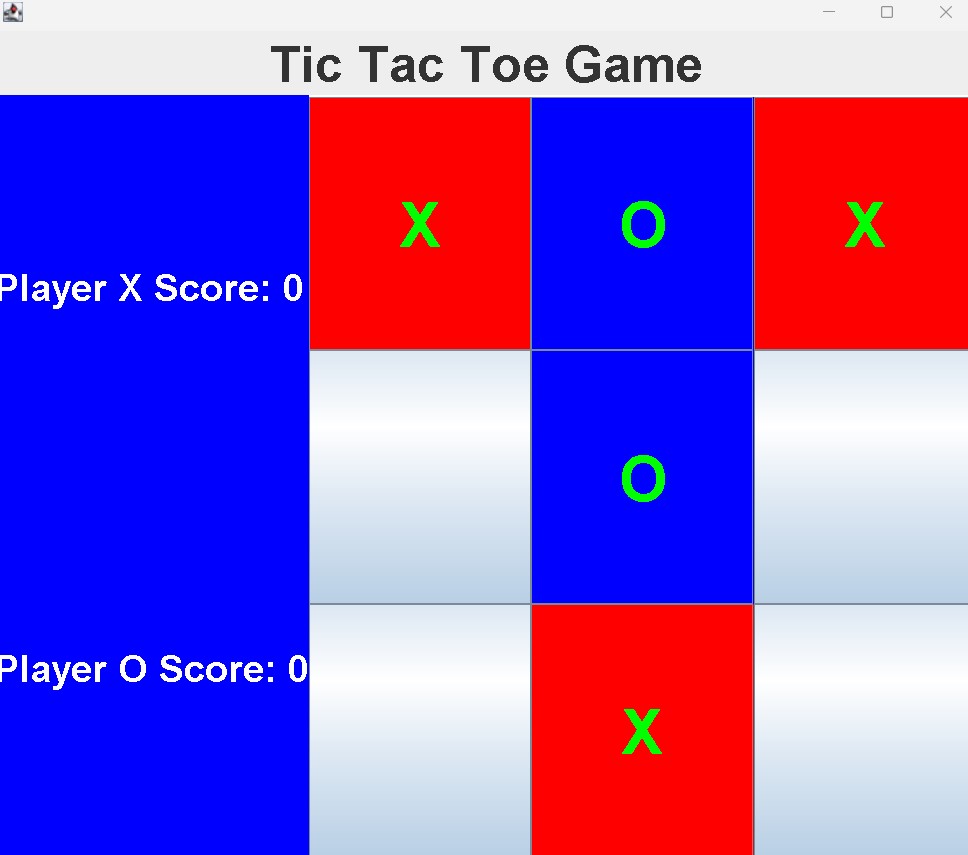 Tic Tac Toe Game
X O X
Player X Score: 0
O
Player O Score: 0
X